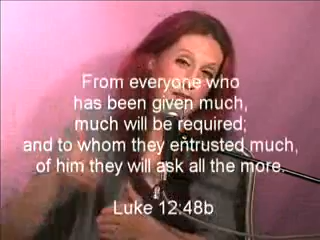 From everyone who
has been given much,
much will be required;
and to whom they entrusted much,
of him they will ask all the more.
Luke 12:48b